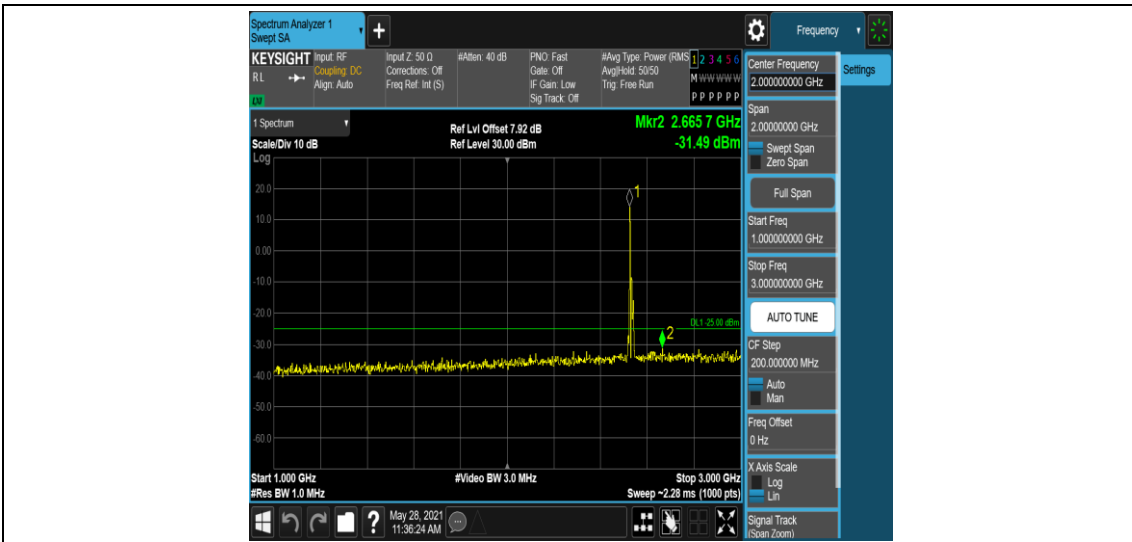 Spectrum Analyzer 1
Swept SA
Frequency
KEYSIGHT
Input: RF
Input Z: 50 Ω
#Atten: 40 dB
PNO: Fast
#Avg Type: Power (RMS
1 2 3 4 5 6
R L
Coupling: DC
Corrections: Off
Gate: Off
Avg|Hold: 50/50
M W W W W W
Align: Auto
Freq Ref: Int (S)
IF Gain: Low
Trig: Free Run
LXI
Sig Track: Off
P P P P P P
1 Spectrum
Ref Lvl Offset 7.92 dB
Mkr2 2.665 7 GHz
Scale/Div 10 dB
Ref Level 30.00 dBm
-31.49 dBm
Log
20.0
10.0
0.00
-10.0
-20.0
-30.0
-40.0
-50.0
-60.0
1
2
DL1 -25.00 dBm
Start 1.000 GHz
#Video BW 3.0 MHz
Stop 3.000 GHz
#Res BW 1.0 MHz
Sweep ~2.28 ms (1000 pts)
Center Frequency
2.000000000 GHz
Settings
Span
2.00000000 GHz
Swept Span
Zero Span
Full Span
Start Freq
1.000000000 GHz
Stop Freq
3.000000000 GHz
AUTO TUNE
CF Step
200.000000 MHz
Auto
Man
Freq Offset
0 Hz
X Axis Scale
Log
Lin
Signal Track
(Span Zoom)
May 28, 2021
11:36:24 AM